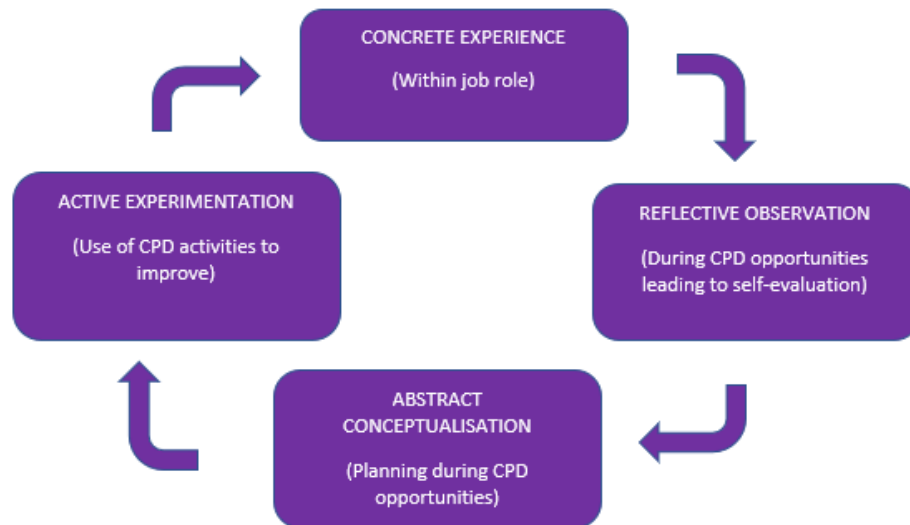 CONCRETE EXPERIENCE
(Within job role)
ACTIVE EXPERIMENTATION
(Use of CPD activities to
improve)
REFLECTIVE OBSERVATION
(During CPD opportunities
leading to self-evaluation)
ABSTRACT
CONCEPTUALISATION
(Planning during CPD
opportunities)